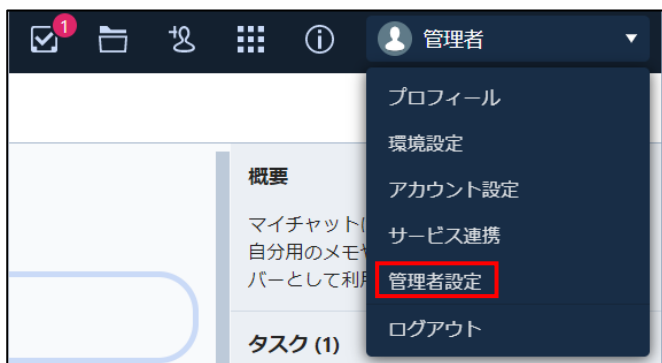 1
管理者
プロフィール
環境設定
アカウント設定
サービス連携
管理者設定
ログアウト
概要
マイチャット
自分用のメモ
バーとして利
タスク (1)